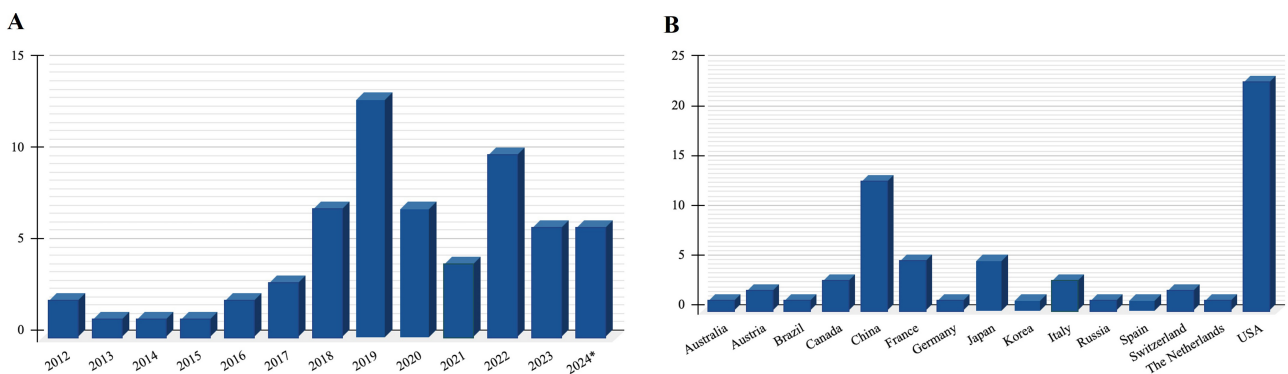 A
15
10
5
0
2012 2013 2014 2015 2016 2017 2018 2019 2020 2021 2022 2023 2024*
B
25
20
15
10
5
0
Australia Austria Brazil Canada China France Germany Japan Korea Italy Russia Spain Switzerland The Netherlands USA